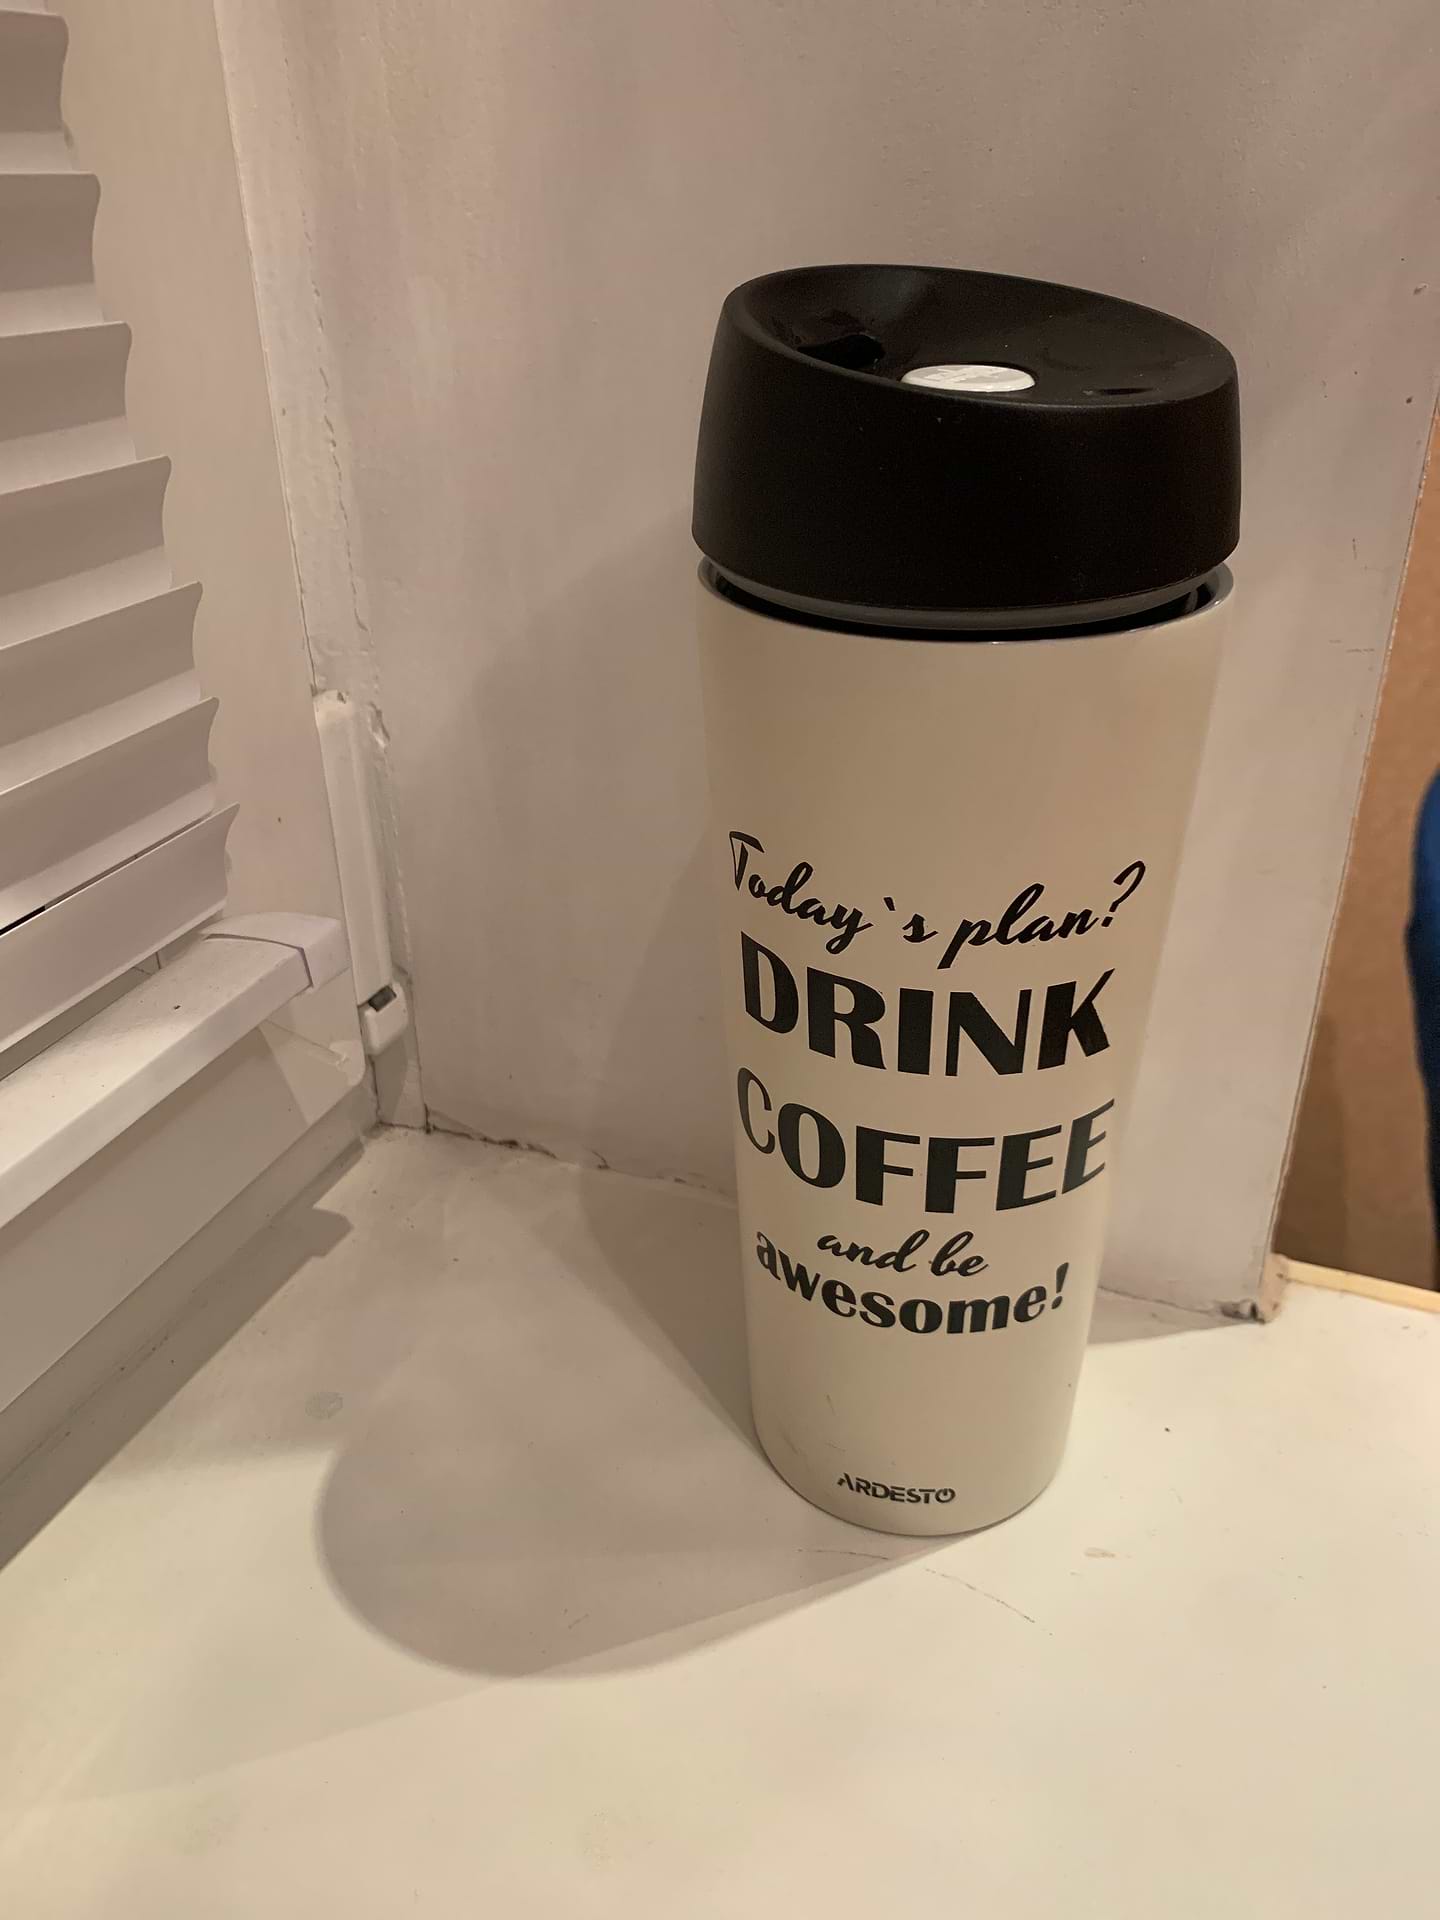 Today`s plan?
DRINK
COFFEE
and be
awesome!
ARDESTO